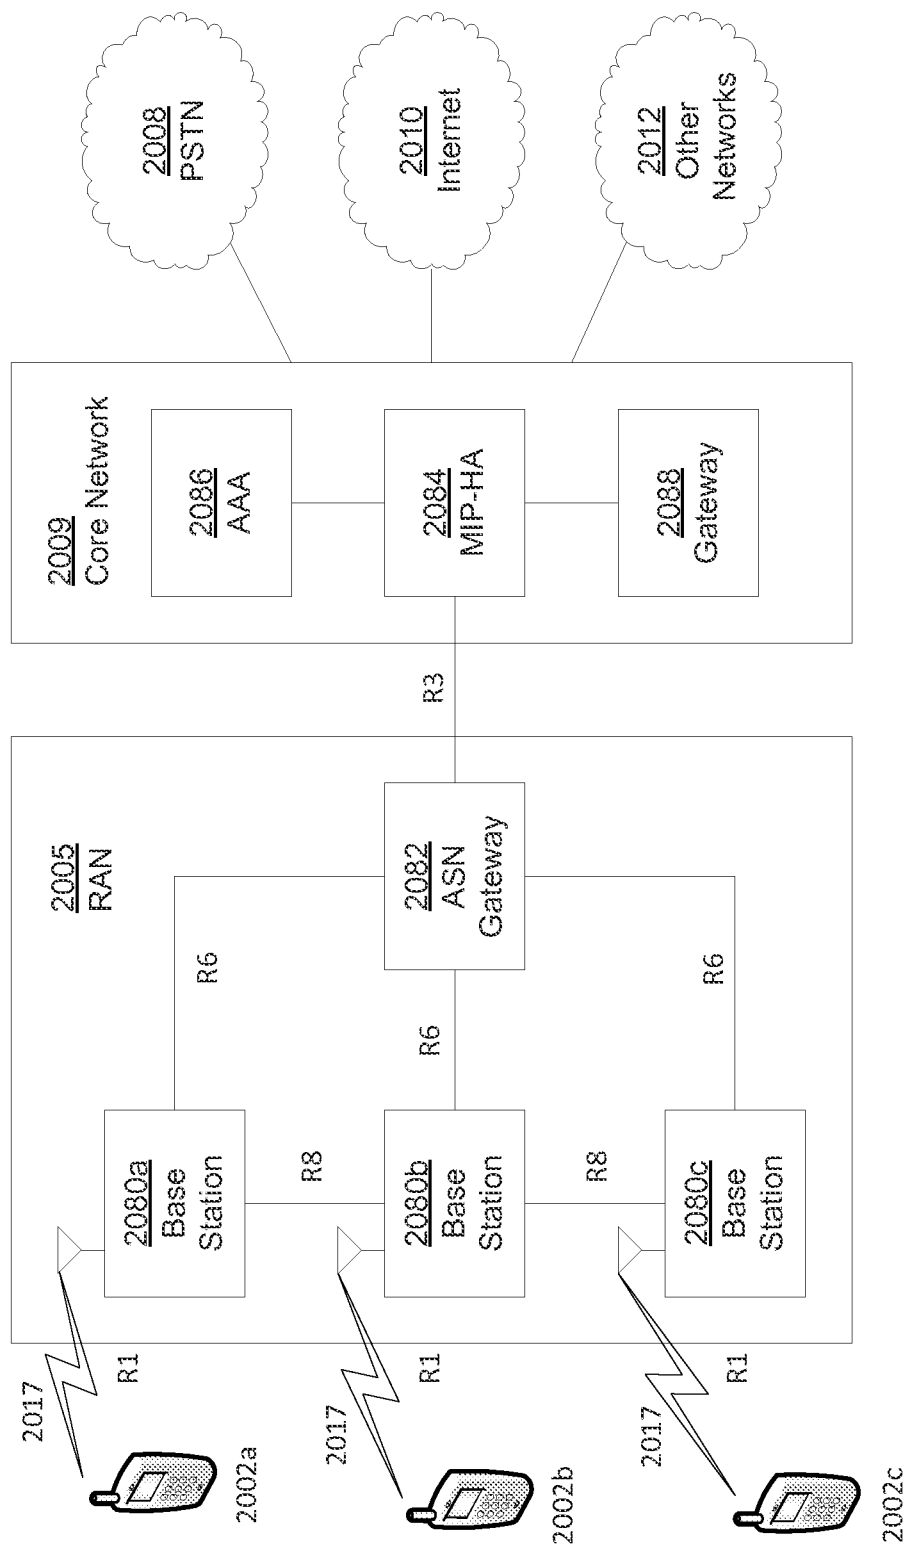 2017
R1
2002a
2017
R1
2002b
2017
R1
2002c
2005
RAN
2080a
Base
Station
R8
2080b
Base
Station
R8
2080c
Base
Station
R6
R6
R6
2082
ASN
Gateway
R3
2009
Core Network
2086
AAA
2084
MIP-HA
2088
Gateway
2008
PSTN
2010
Internet
2012
Other
Networks